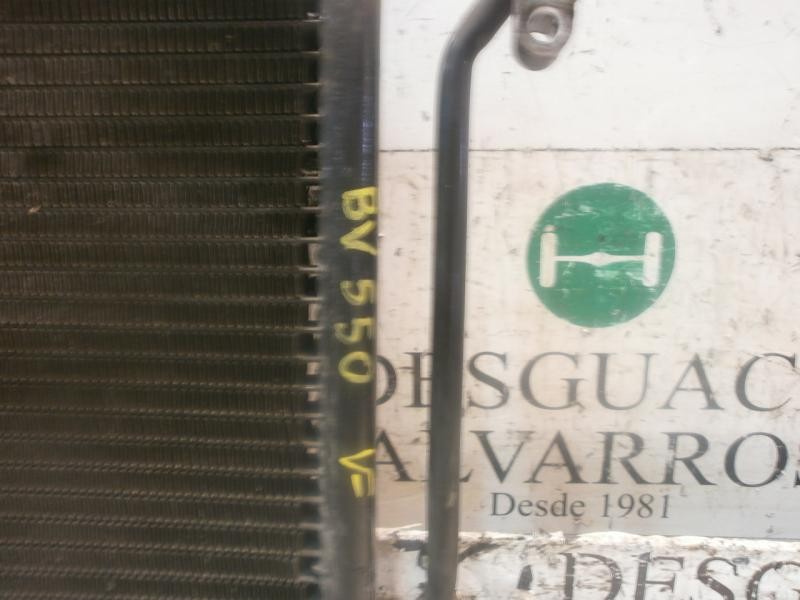 BV 550 VF
DESGUAC
ALVARROS
Desde 1981
DESG